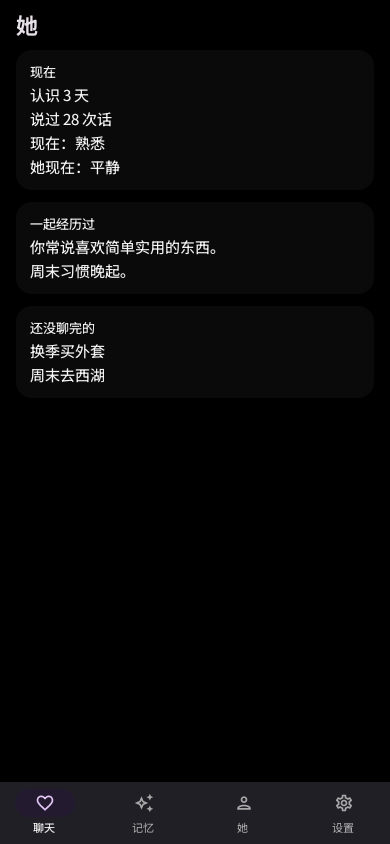 她
现在
认识 3 天
说过 28 次话
现在：熟悉
她现在：平静
一起经历过
你常说喜欢简单实用的东西。
周末习惯晚起。
还没聊完的
换季买外套
周末去西湖
聊天
记忆
她
设置